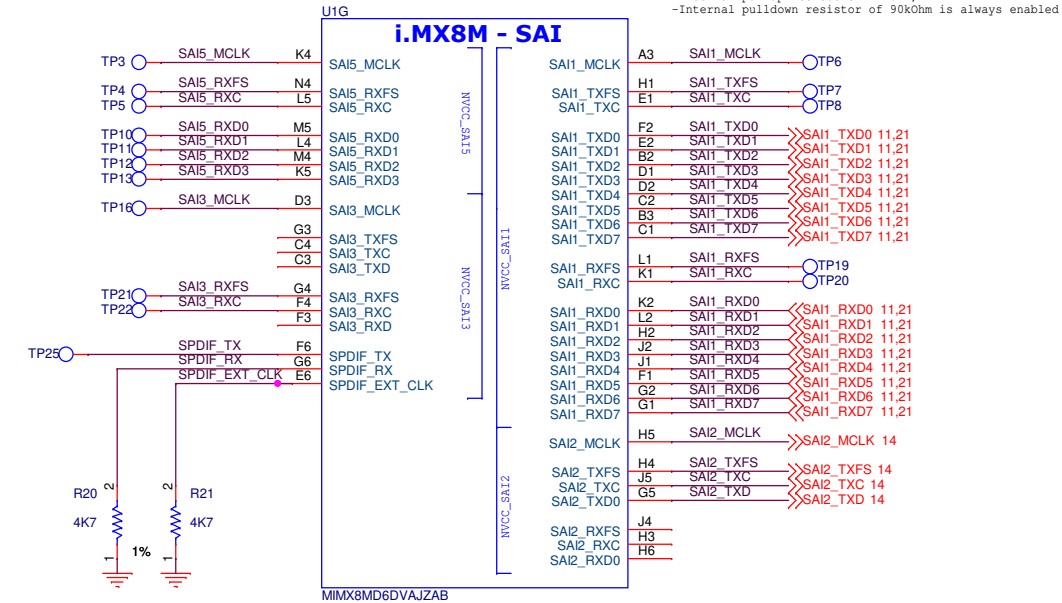 -Internal pulldown resistor of 90kOhm is always enabled
U1G
i.MX8M - SAI
TP3 SAI5_MCLK K4 SAI5_MCLK
TP4 SAI5_RXFS N4 SAI5_RXFS
TP5 SAI5_RXC L5 SAI5_RXC
TP10 SAI5_RXD0 M5 SAI5_RXD0
TP11 SAI5_RXD1 L4 SAI5_RXD1
TP12 SAI5_RXD2 M4 SAI5_RXD2
TP13 SAI5_RXD3 K5 SAI5_RXD3
TP16 SAI3_MCLK D3 SAI3_MCLK
G3 SAI3_TXFS
C4 SAI3_TXC
C3 SAI3_TXD
TP21 SAI3_RXFS G4 SAI3_RXFS
TP22 SAI3_RXC F4 SAI3_RXC
F3 SAI3_RXD
TP25 SPDIF_TX F6 SPDIF_TX
SPDIF_RX G6 SPDIF_RX
SPDIF_EXT_CLK E6 SPDIF_EXT_CLK
NVCC_SAI5
NVCC_SAI3
NVCC_SAI1
NVCC_SAI2
SAI1_MCLK A3 SAI1_MCLK TP6
SAI1_TXFS H1 SAI1_TXFS TP7
SAI1_TXC E1 SAI1_TXC TP8
SAI1_TXD0 F2 SAI1_TXD0 SAI1_TXD0 11,21
SAI1_TXD1 E2 SAI1_TXD1 SAI1_TXD1 11,21
SAI1_TXD2 B2 SAI1_TXD2 SAI1_TXD2 11,21
SAI1_TXD3 D1 SAI1_TXD3 SAI1_TXD3 11,21
SAI1_TXD4 D2 SAI1_TXD4 SAI1_TXD4 11,21
SAI1_TXD5 C2 SAI1_TXD5 SAI1_TXD5 11,21
SAI1_TXD6 B3 SAI1_TXD6 SAI1_TXD6 11,21
SAI1_TXD7 C1 SAI1_TXD7 SAI1_TXD7 11,21
SAI1_RXFS L1 SAI1_RXFS TP19
SAI1_RXC K1 SAI1_RXC TP20
SAI1_RXD0 K2 SAI1_RXD0 SAI1_RXD0 11,21
SAI1_RXD1 L2 SAI1_RXD1 SAI1_RXD1 11,21
SAI1_RXD2 H2 SAI1_RXD2 SAI1_RXD2 11,21
SAI1_RXD3 J2 SAI1_RXD3 SAI1_RXD3 11,21
SAI1_RXD4 J1 SAI1_RXD4 SAI1_RXD4 11,21
SAI1_RXD5 F1 SAI1_RXD5 SAI1_RXD5 11,21
SAI1_RXD6 G2 SAI1_RXD6 SAI1_RXD6 11,21
SAI1_RXD7 G1 SAI1_RXD7 SAI1_RXD7 11,21
SAI2_MCLK H5 SAI2_MCLK SAI2_MCLK 14
SAI2_TXFS H4 SAI2_TXFS SAI2_TXFS 14
SAI2_TXC J5 SAI2_TXC SAI2_TXC 14
SAI2_TXD0 G5 SAI2_TXD SAI2_TXD 14
SAI2_RXFS J4
SAI2_RXC H3
SAI2_RXD0 H6
2 2
R20 R21
4K7 4K7
1 1% 1
MIMX8MD6DVAJZAB